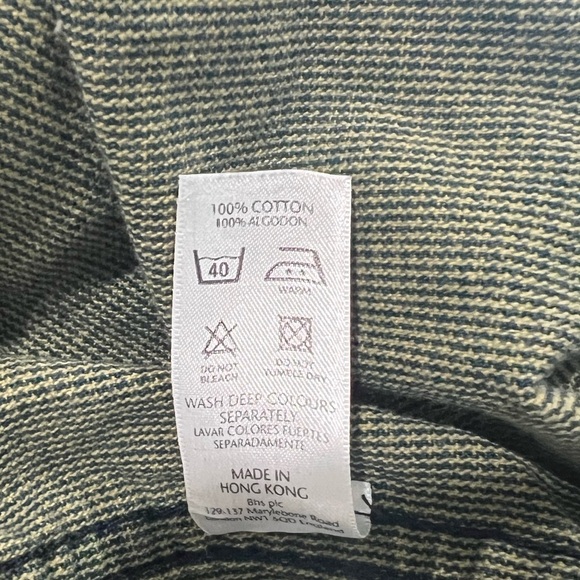 100% COTTON
100% ALGODON
40
WARM
DO NOT
BLEACH
DO NOT
TUMBLE DRY
WASH DEEP COLOURS
SEPARATELY
LAVAR COLORES FUERTES
SEPARADAMENTE
MADE IN
HONG KONG
Bhs plc
129.137 Marylebone Road
London NW1 5QD England